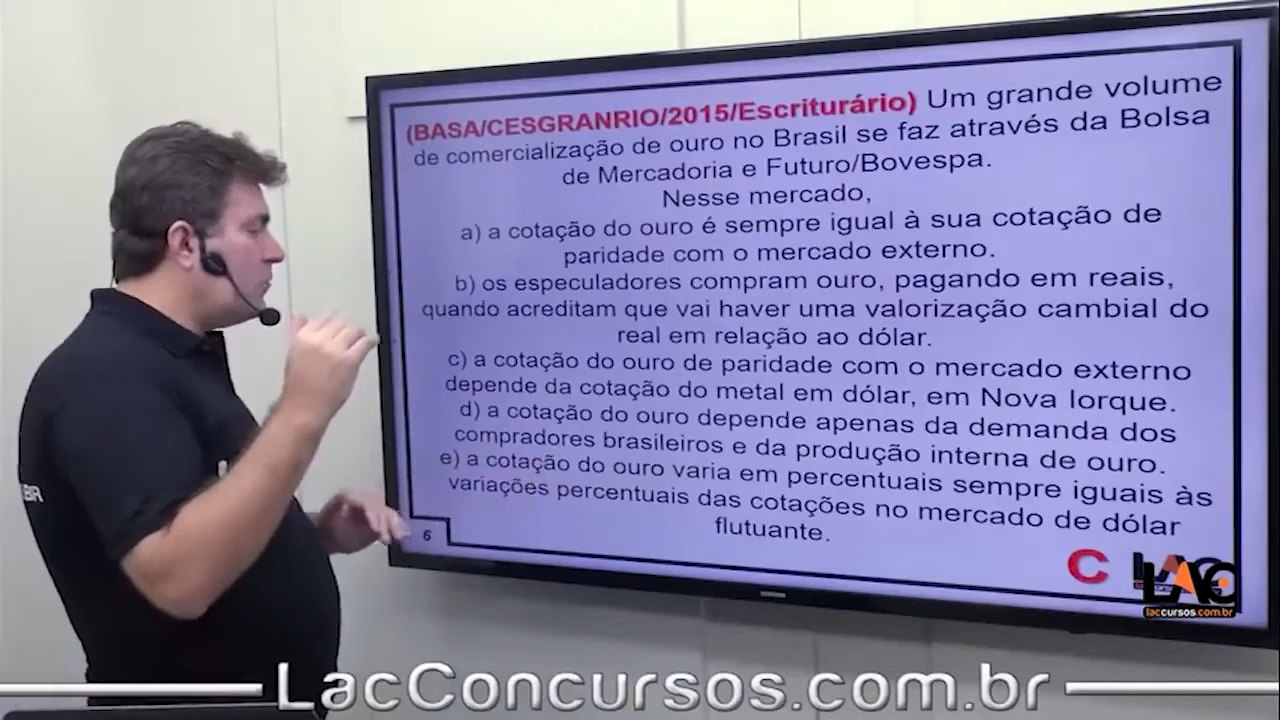 (BASA/CESGRANRIO/2015/Escriturário) Um grande volume
de comercialização de ouro no Brasil se faz através da Bolsa
de Mercadoria e Futuro/Bovespa.
Nesse mercado,
a) a cotação do ouro é sempre igual à sua cotação de
paridade com o mercado externo.
b) os especuladores compram ouro, pagando em reais,
quando acreditam que vai haver uma valorização cambial do
real em relação ao dólar.
c) a cotação do ouro de paridade com o mercado externo
depende da cotação do metal em dólar, em Nova Iorque.
d) a cotação do ouro depende apenas da demanda dos
compradores brasileiros e da produção interna de ouro.
e) a cotação do ouro varia em percentuais sempre iguais às
variações percentuais das cotações no mercado de dólar
flutuante.
6
C
LAC
laccursos.com.br
LacConcursos.com.br